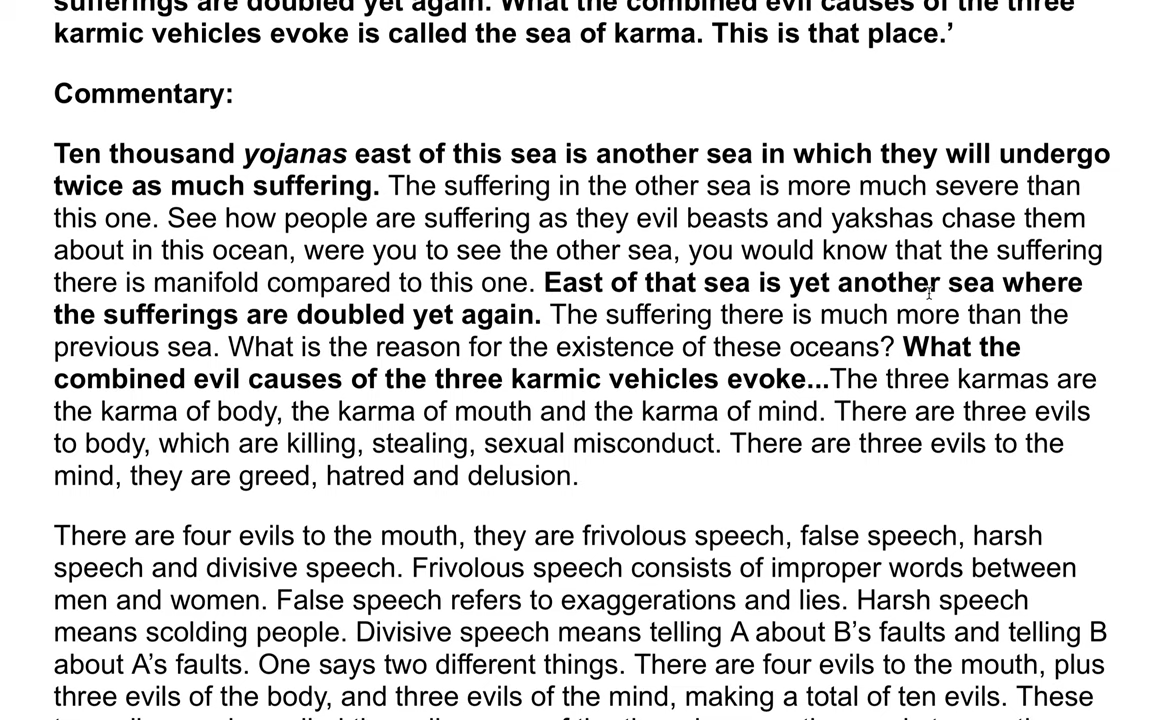 sufferings are doubled yet again. What the combined evil causes of the three
karmic vehicles evoke is called the sea of karma. This is that place.’
Commentary:
Ten thousand yojanas east of this sea is another sea in which they will undergo
twice as much suffering. The suffering in the other sea is more much severe than
this one. See how people are suffering as they evil beasts and yakshas chase them
about in this ocean, were you to see the other sea, you would know that the suffering
there is manifold compared to this one. East of that sea is yet another sea where
the sufferings are doubled yet again. The suffering there is much more than the
previous sea. What is the reason for the existence of these oceans? What the
combined evil causes of the three karmic vehicles evoke...The three karmas are
the karma of body, the karma of mouth and the karma of mind. There are three evils
to body, which are killing, stealing, sexual misconduct. There are three evils to the
mind, they are greed, hatred and delusion.
There are four evils to the mouth, they are frivolous speech, false speech, harsh
speech and divisive speech. Frivolous speech consists of improper words between
men and women. False speech refers to exaggerations and lies. Harsh speech
means scolding people. Divisive speech means telling A about B’s faults and telling B
about A’s faults. One says two different things. There are four evils to the mouth, plus
three evils of the body, and three evils of the mind, making a total of ten evils. These